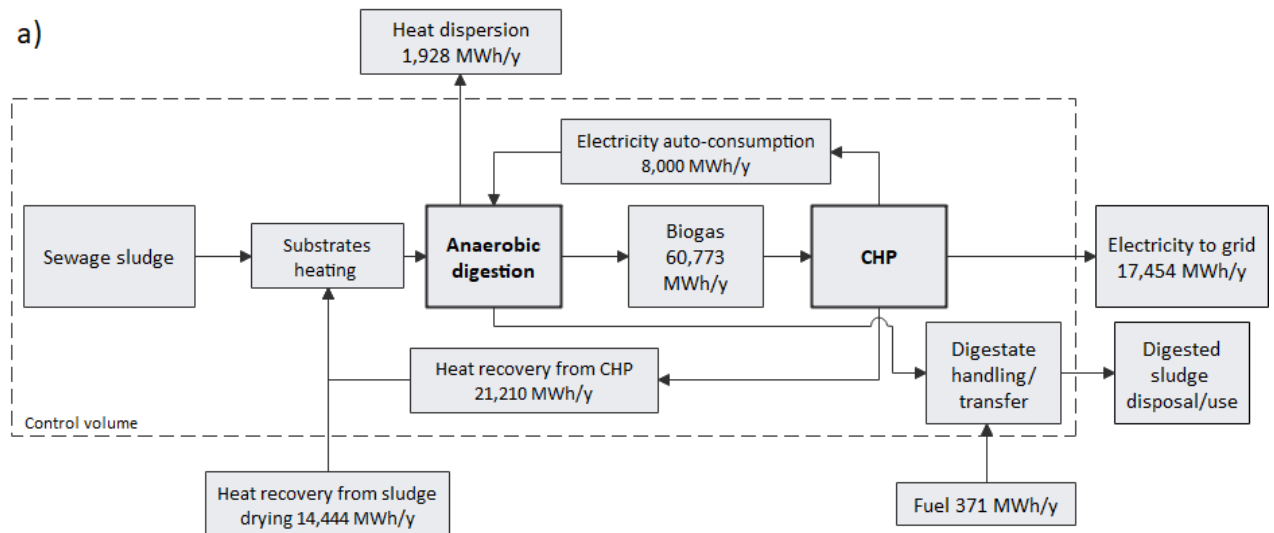 a)
Heat dispersion
1,928 MWh/y
Electricity auto-consumption
8,000 MWh/y
Sewage sludge
Substrates
heating
Anaerobic
digestion
Biogas
60,773
MWh/y
CHP
Electricity to grid
17,454 MWh/y
Heat recovery from CHP
21,210 MWh/y
Digestate
handling/
transfer
Digested
sludge
disposal/use
Control volume
Heat recovery from sludge
drying 14,444 MWh/y
Fuel 371 MWh/y